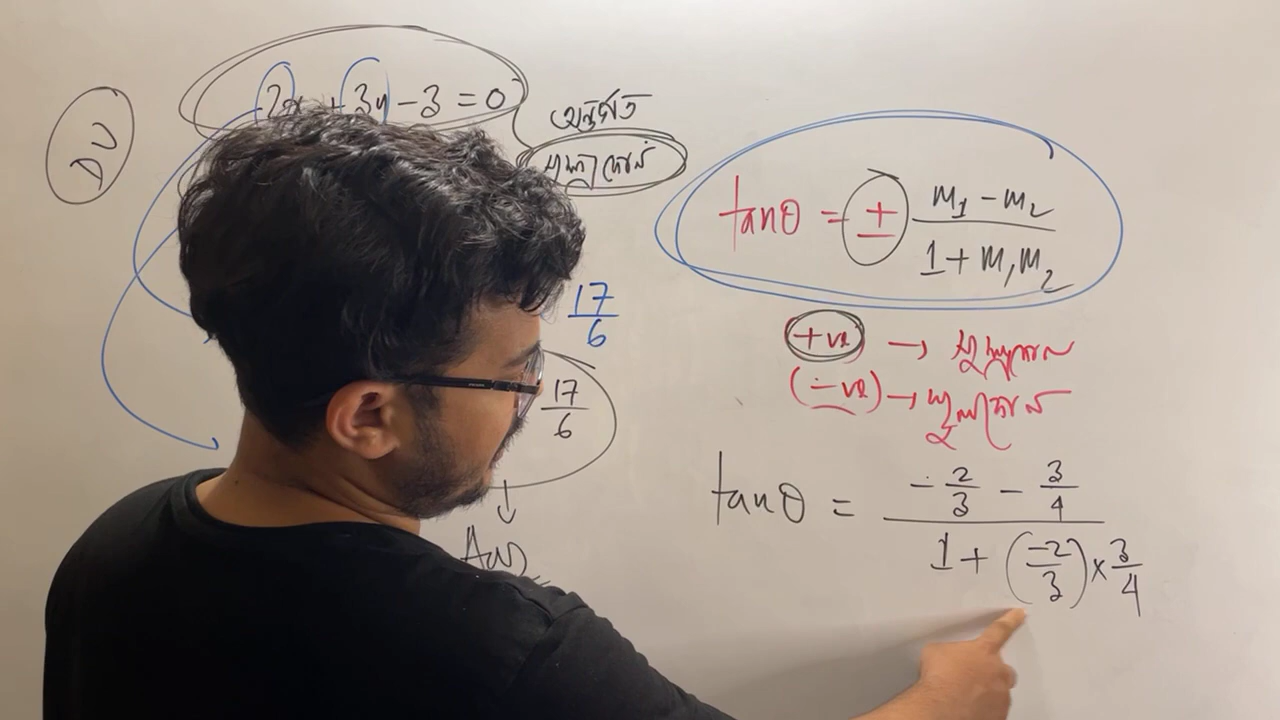 DU
2x + 3y - 3 = 0
অন্তর্গত
সূক্ষ্মকোণ
tanθ = ± (m₁ - m₂)/(1 + m₁m₂)
17/6
+ve → সূক্ষ্মকোণ
(-ve) → স্থূলকোণ
17/6
tanθ = (-2/3 - 3/4)/(1 + (-2/3) × 3/4)
Ans